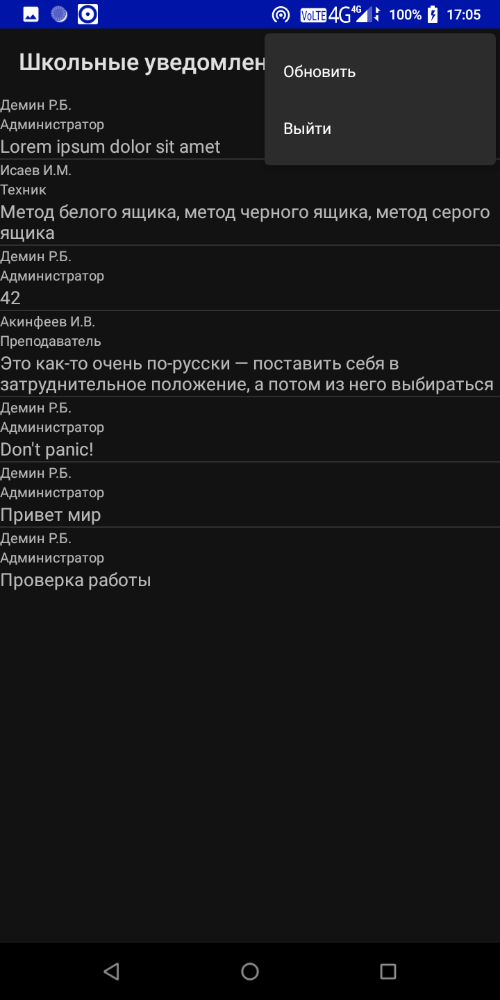 VoLTE 4G 4G 100% 17:05
Школьные уведомлен
Обновить
Выйти
Демин Р.Б.
Администратор
Lorem ipsum dolor sit amet
Исаев И.М.
Техник
Метод белого ящика, метод черного ящика, метод серого
ящика
Демин Р.Б.
Администратор
42
Акинфеев И.В.
Преподаватель
Это как-то очень по-русски — поставить себя в
затруднительное положение, а потом из него выбираться
Демин Р.Б.
Администратор
Don't panic!
Демин Р.Б.
Администратор
Привет мир
Демин Р.Б.
Администратор
Проверка работы